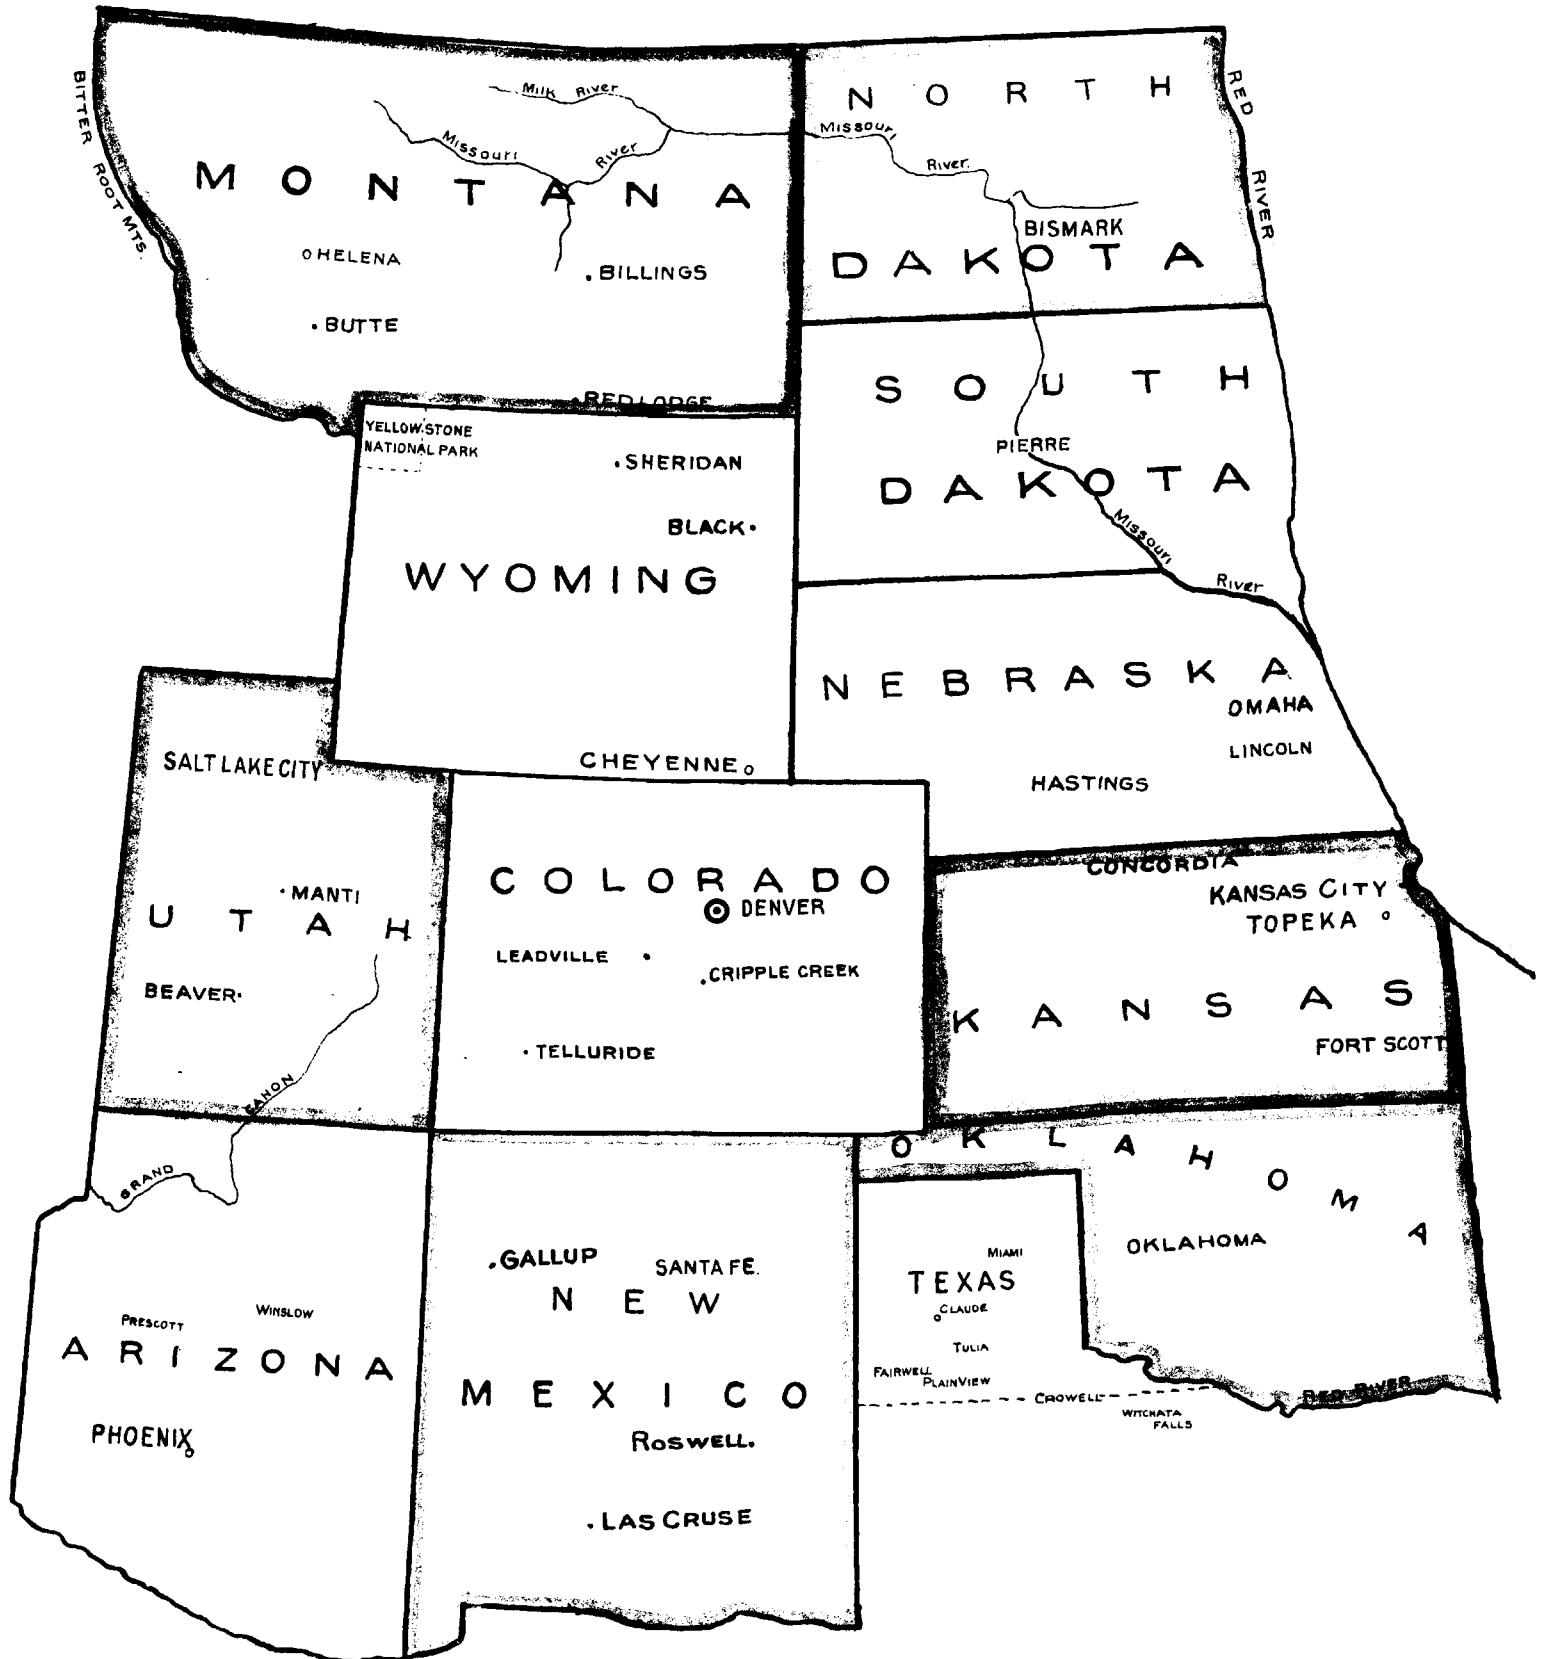 BITTER ROOT MTS.
Milk River
Missouri River
MONTANA
HELENA
.BILLINGS
.BUTTE
.RED LODGE
NORTH
Missouri River.
BISMARK
DAKOTA
RED RIVER
SOUTH
PIERRE
DAKOTA
Missouri River
YELLOWSTONE
NATIONAL PARK
.SHERIDAN
BLACK.
WYOMING
CHEYENNE
NEBRASKA
OMAHA
LINCOLN
HASTINGS
SALT LAKE CITY
.MANTI
UTAH
BEAVER.
COLORADO
DENVER
LEADVILLE .
.CRIPPLE CREEK
.TELLURIDE
CONCORDIA
KANSAS CITY
TOPEKA
KANSAS
FORT SCOTT
GRAND CANON
WINSLOW
PRESCOTT
ARIZONA
PHOENIX
.GALLUP
SANTA FE.
NEW
MEXICO
ROSWELL.
.LAS CRUSE
OKLAHOMA
OKLAHOMA
MIAMI
TEXAS
CLAUDE
TULIA
FAIRWELL
PLAINVIEW
CROWELL
WITCHATA
FALLS
RED RIVER